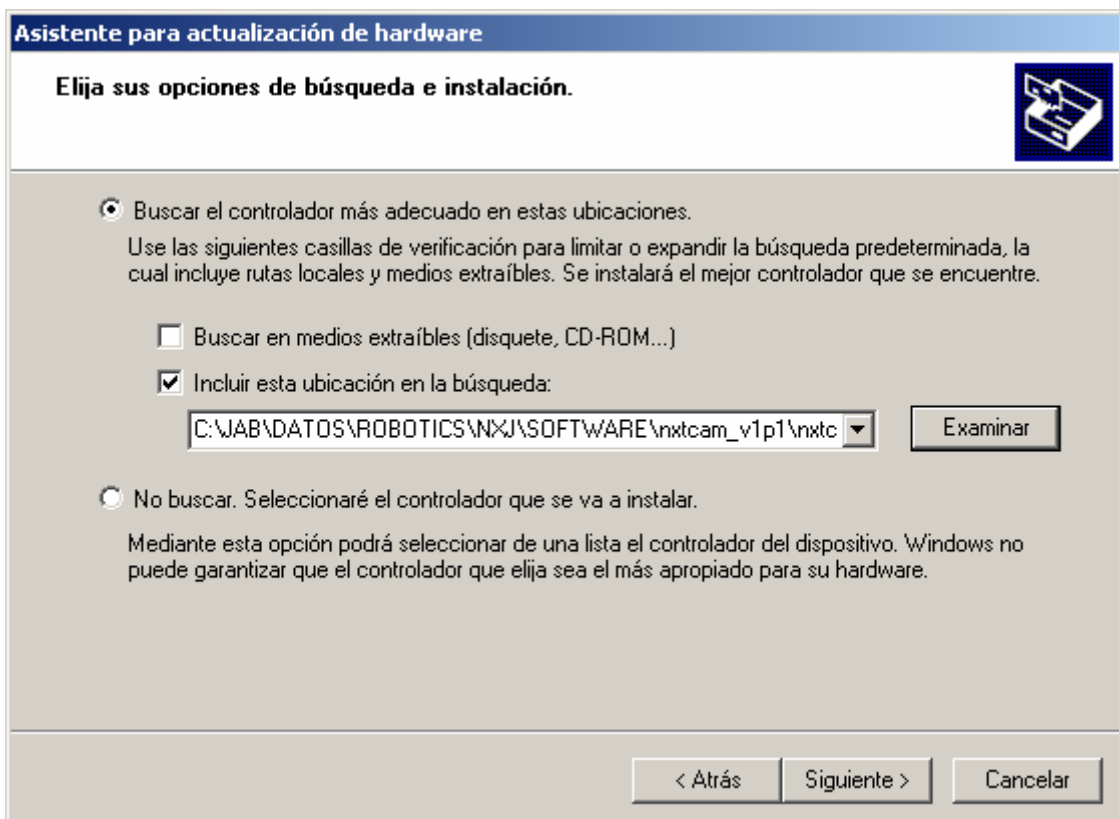 Asistente para actualización de hardware
Elija sus opciones de búsqueda e instalación.
Buscar el controlador más adecuado en estas ubicaciones.
Use las siguientes casillas de verificación para limitar o expandir la búsqueda predeterminada, la
cual incluye rutas locales y medios extraíbles. Se instalará el mejor controlador que se encuentre.
Buscar en medios extraíbles (disquete, CD-ROM...)
Incluir esta ubicación en la búsqueda:
C:\JAB\DATOS\ROBOTICS\NXJ\SOFTWARE\nxtcam_v1p1\nxtc
Examinar
No buscar. Seleccionaré el controlador que se va a instalar.
Mediante esta opción podrá seleccionar de una lista el controlador del dispositivo. Windows no
puede garantizar que el controlador que elija sea el más apropiado para su hardware.
< Atrás
Siguiente >
Cancelar